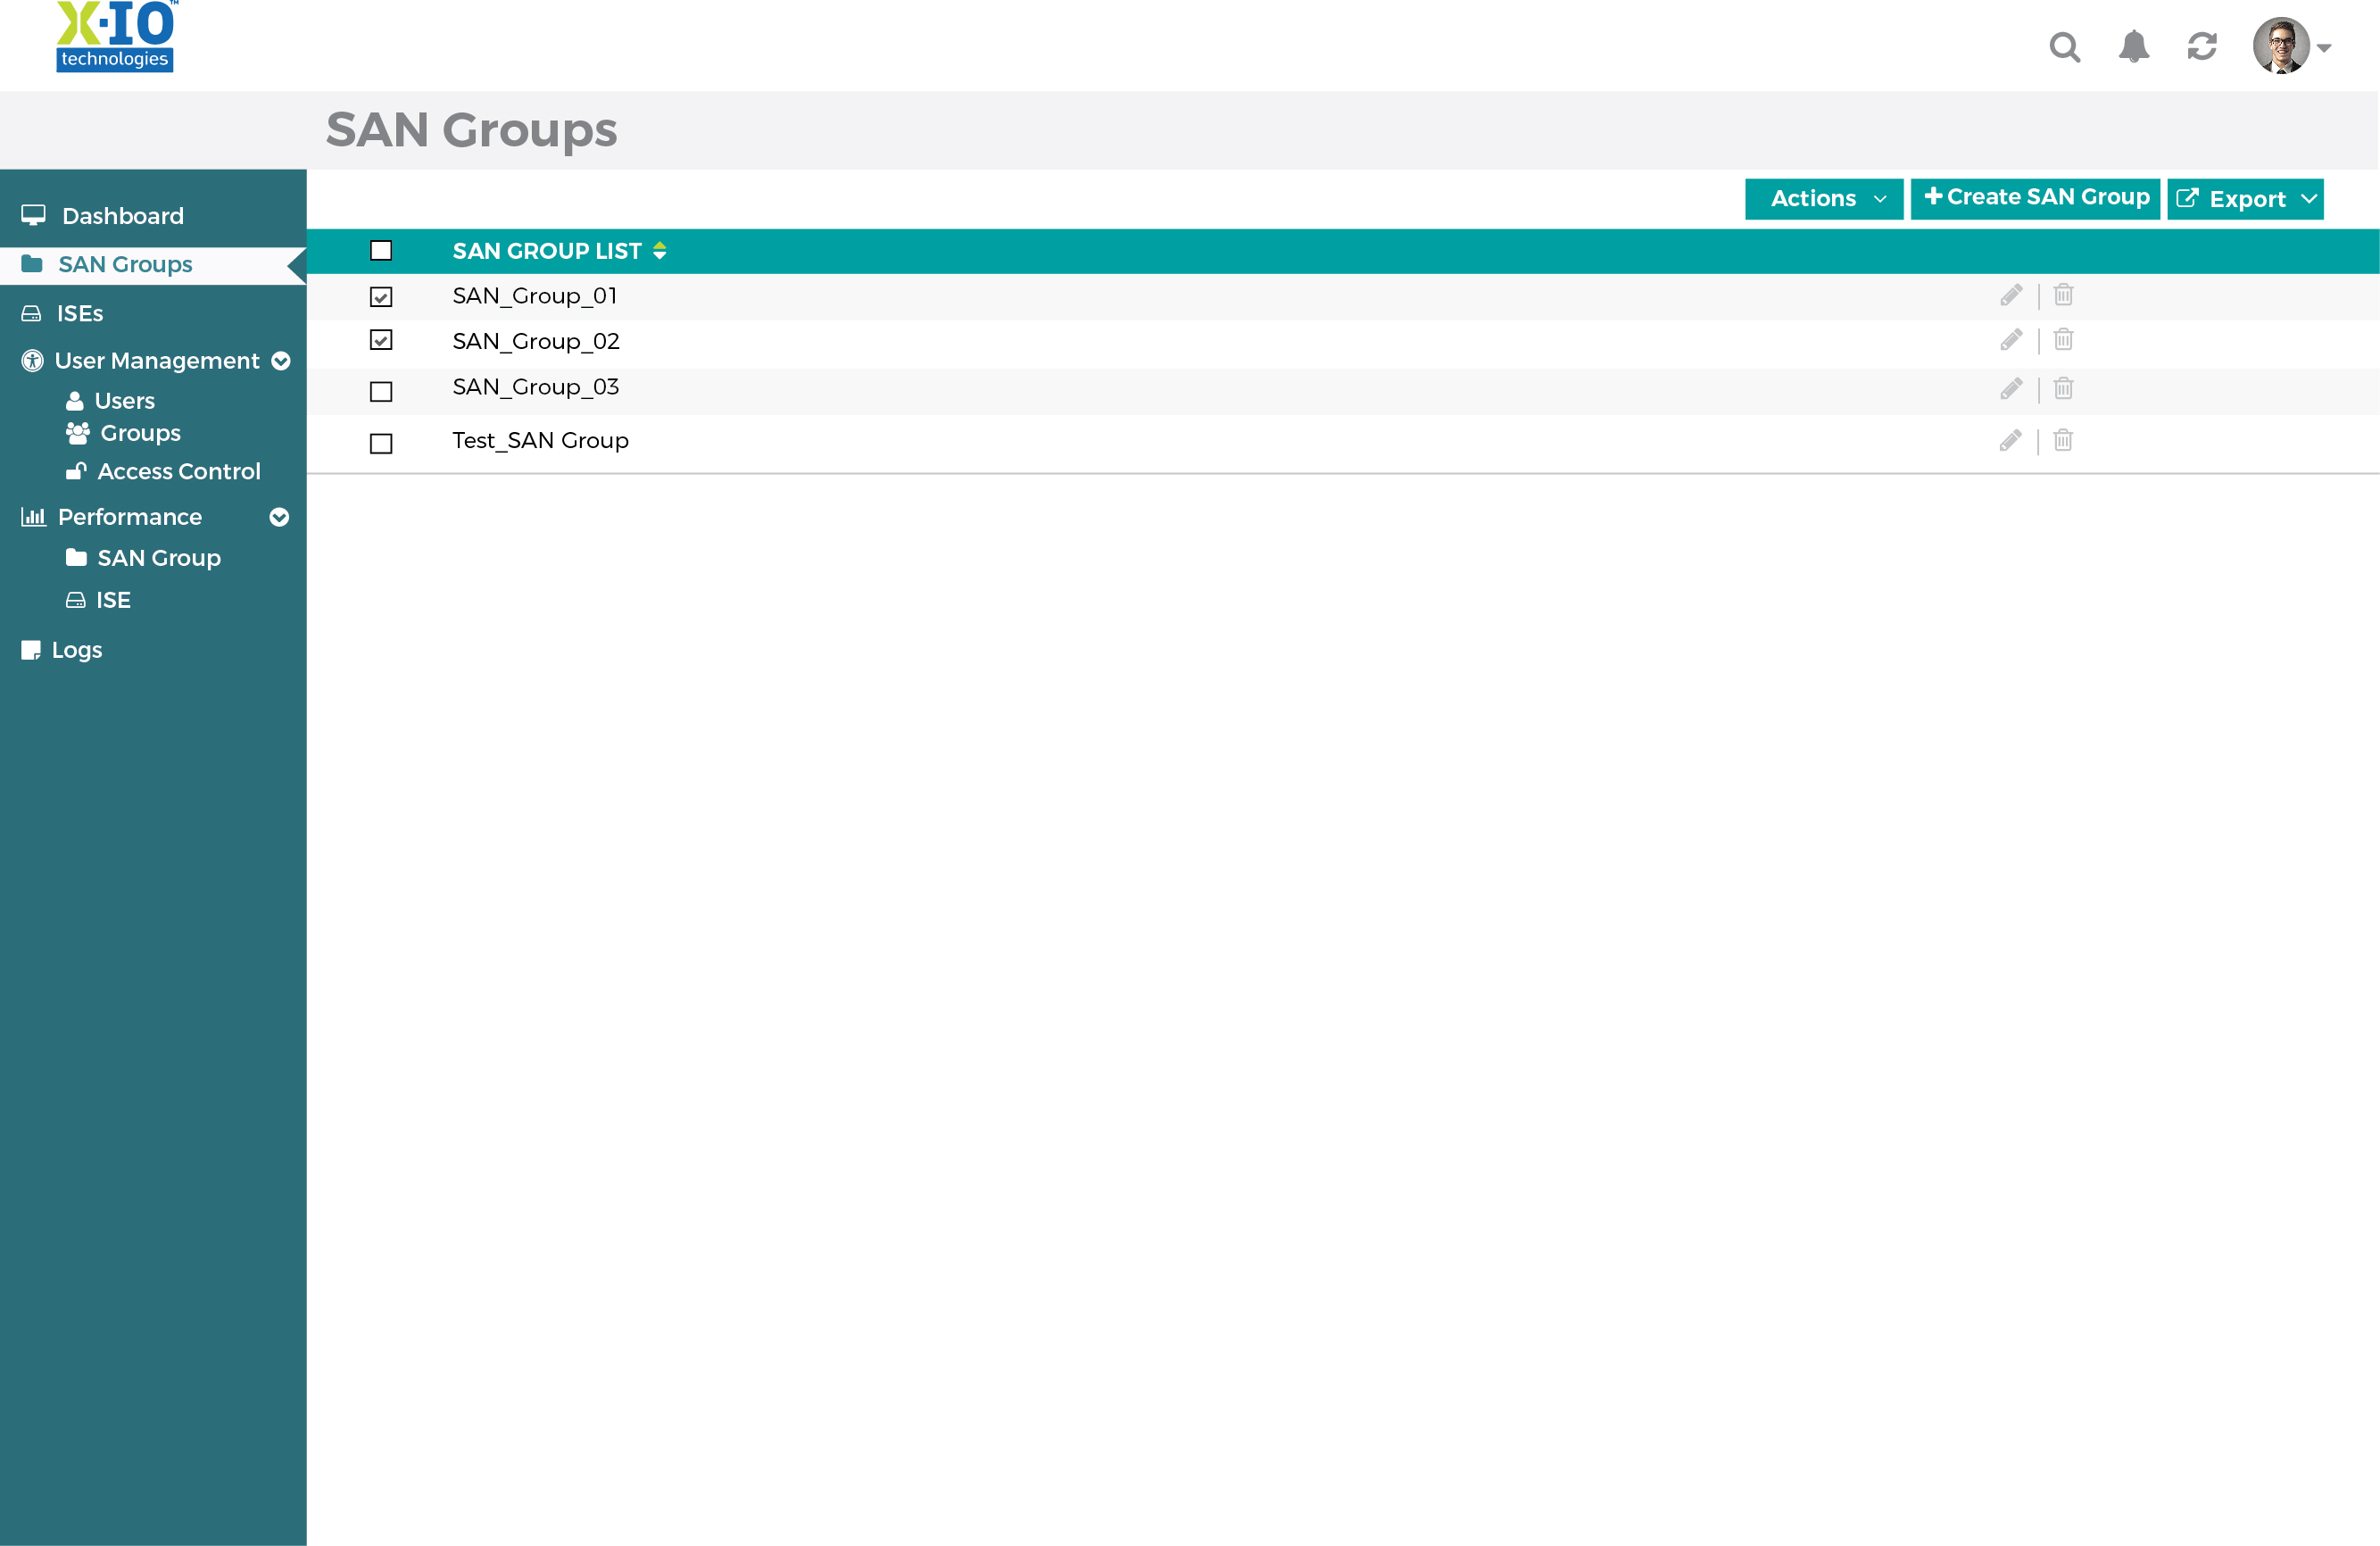 X-IO™
technologies
SAN Groups
Dashboard
SAN Groups
ISEs
User Management
Users
Groups
Access Control
Performance
SAN Group
ISE
Logs
Actions
Create SAN Group
Export
SAN GROUP LIST
SAN_Group_01
SAN_Group_02
SAN_Group_03
Test_SAN Group